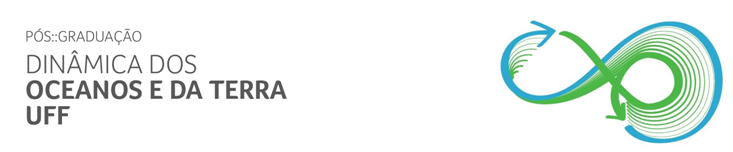 PÓS::GRADUAÇÃO
DINÂMICA DOS
OCEANOS E DA TERRA
UFF